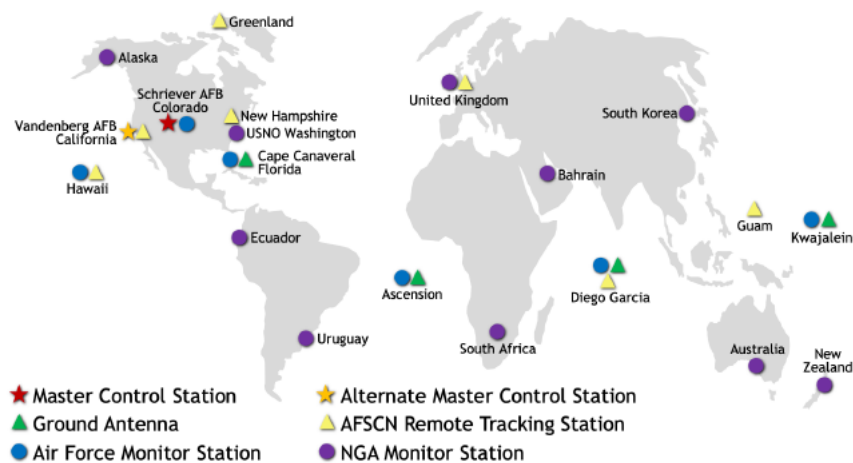 Greenland
Alaska
Schriever AFB
Colorado
United Kingdom
New Hampshire
South Korea
Vandenberg AFB
California
USNO Washington
Cape Canaveral
Florida
Hawaii
Bahrain
Guam
Kwajalein
Ecuador
Ascension
Diego Garcia
Uruguay
South Africa
Australia
New
Zealand
Master Control Station
Alternate Master Control Station
Ground Antenna
AFSCN Remote Tracking Station
Air Force Monitor Station
NGA Monitor Station